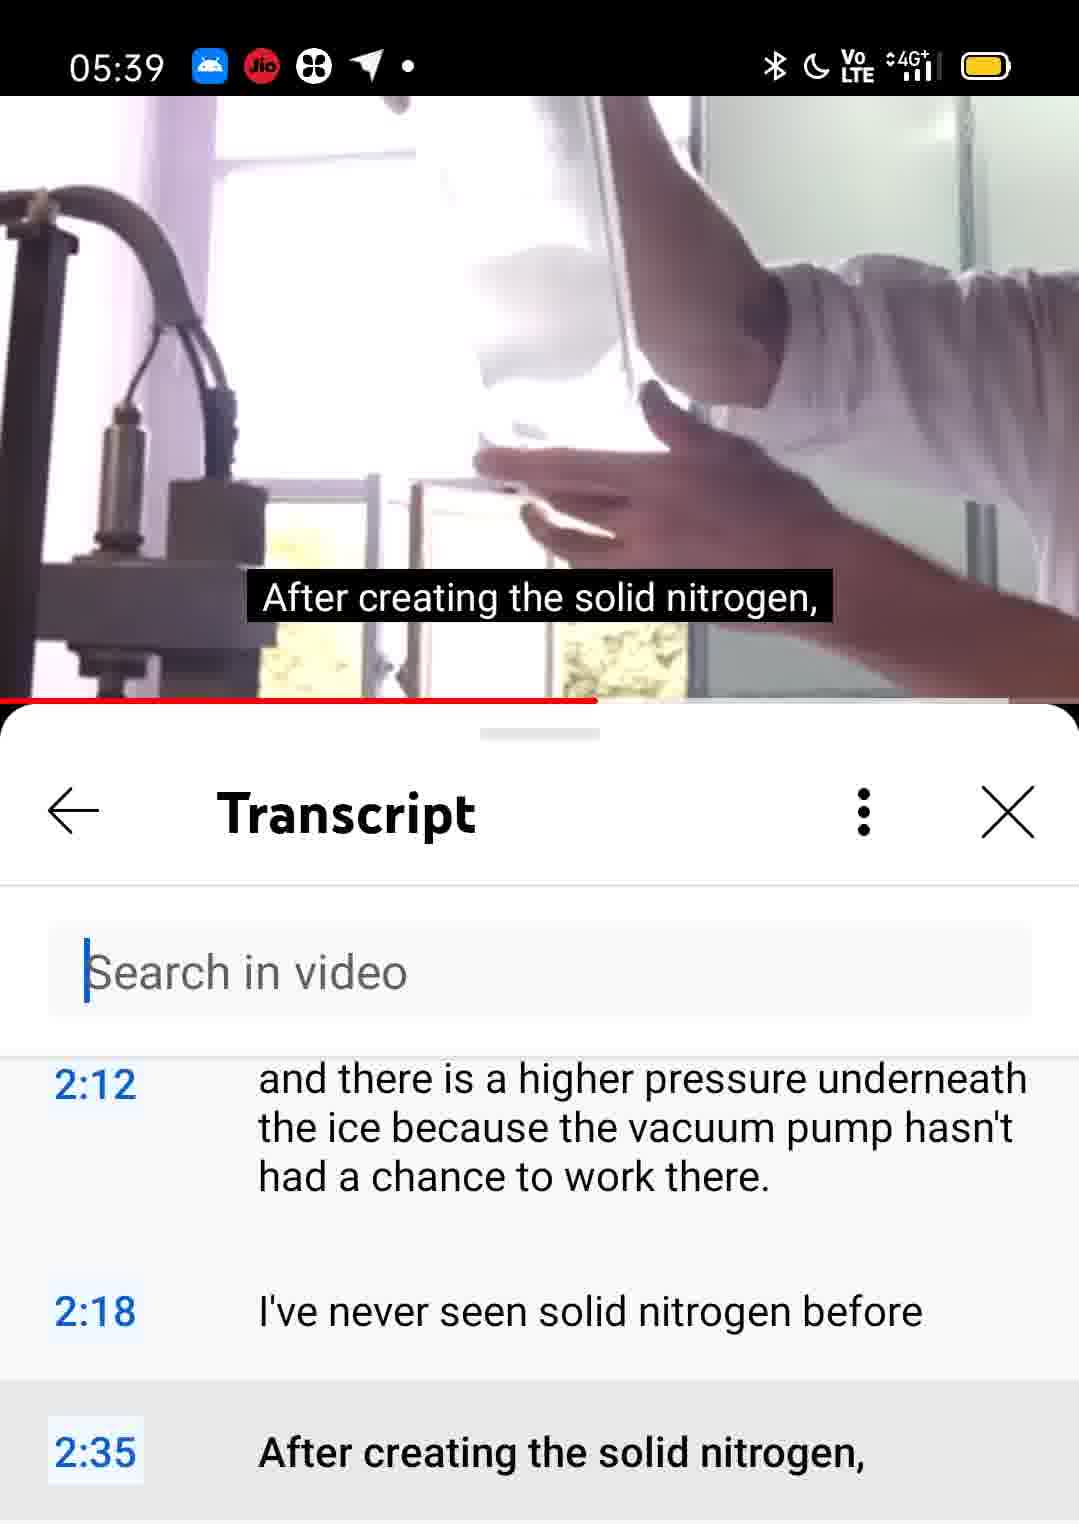 05:39
Jio
Vo
LTE
4G+
After creating the solid nitrogen,
Transcript
Search in video
2:12
and there is a higher pressure underneath
the ice because the vacuum pump hasn't
had a chance to work there.
2:18
I've never seen solid nitrogen before
2:35
After creating the solid nitrogen,